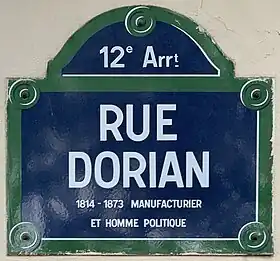 12e Arrt
RUE
DORIAN
1814 - 1873 MANUFACTURIER
ET HOMME POLITIQUE